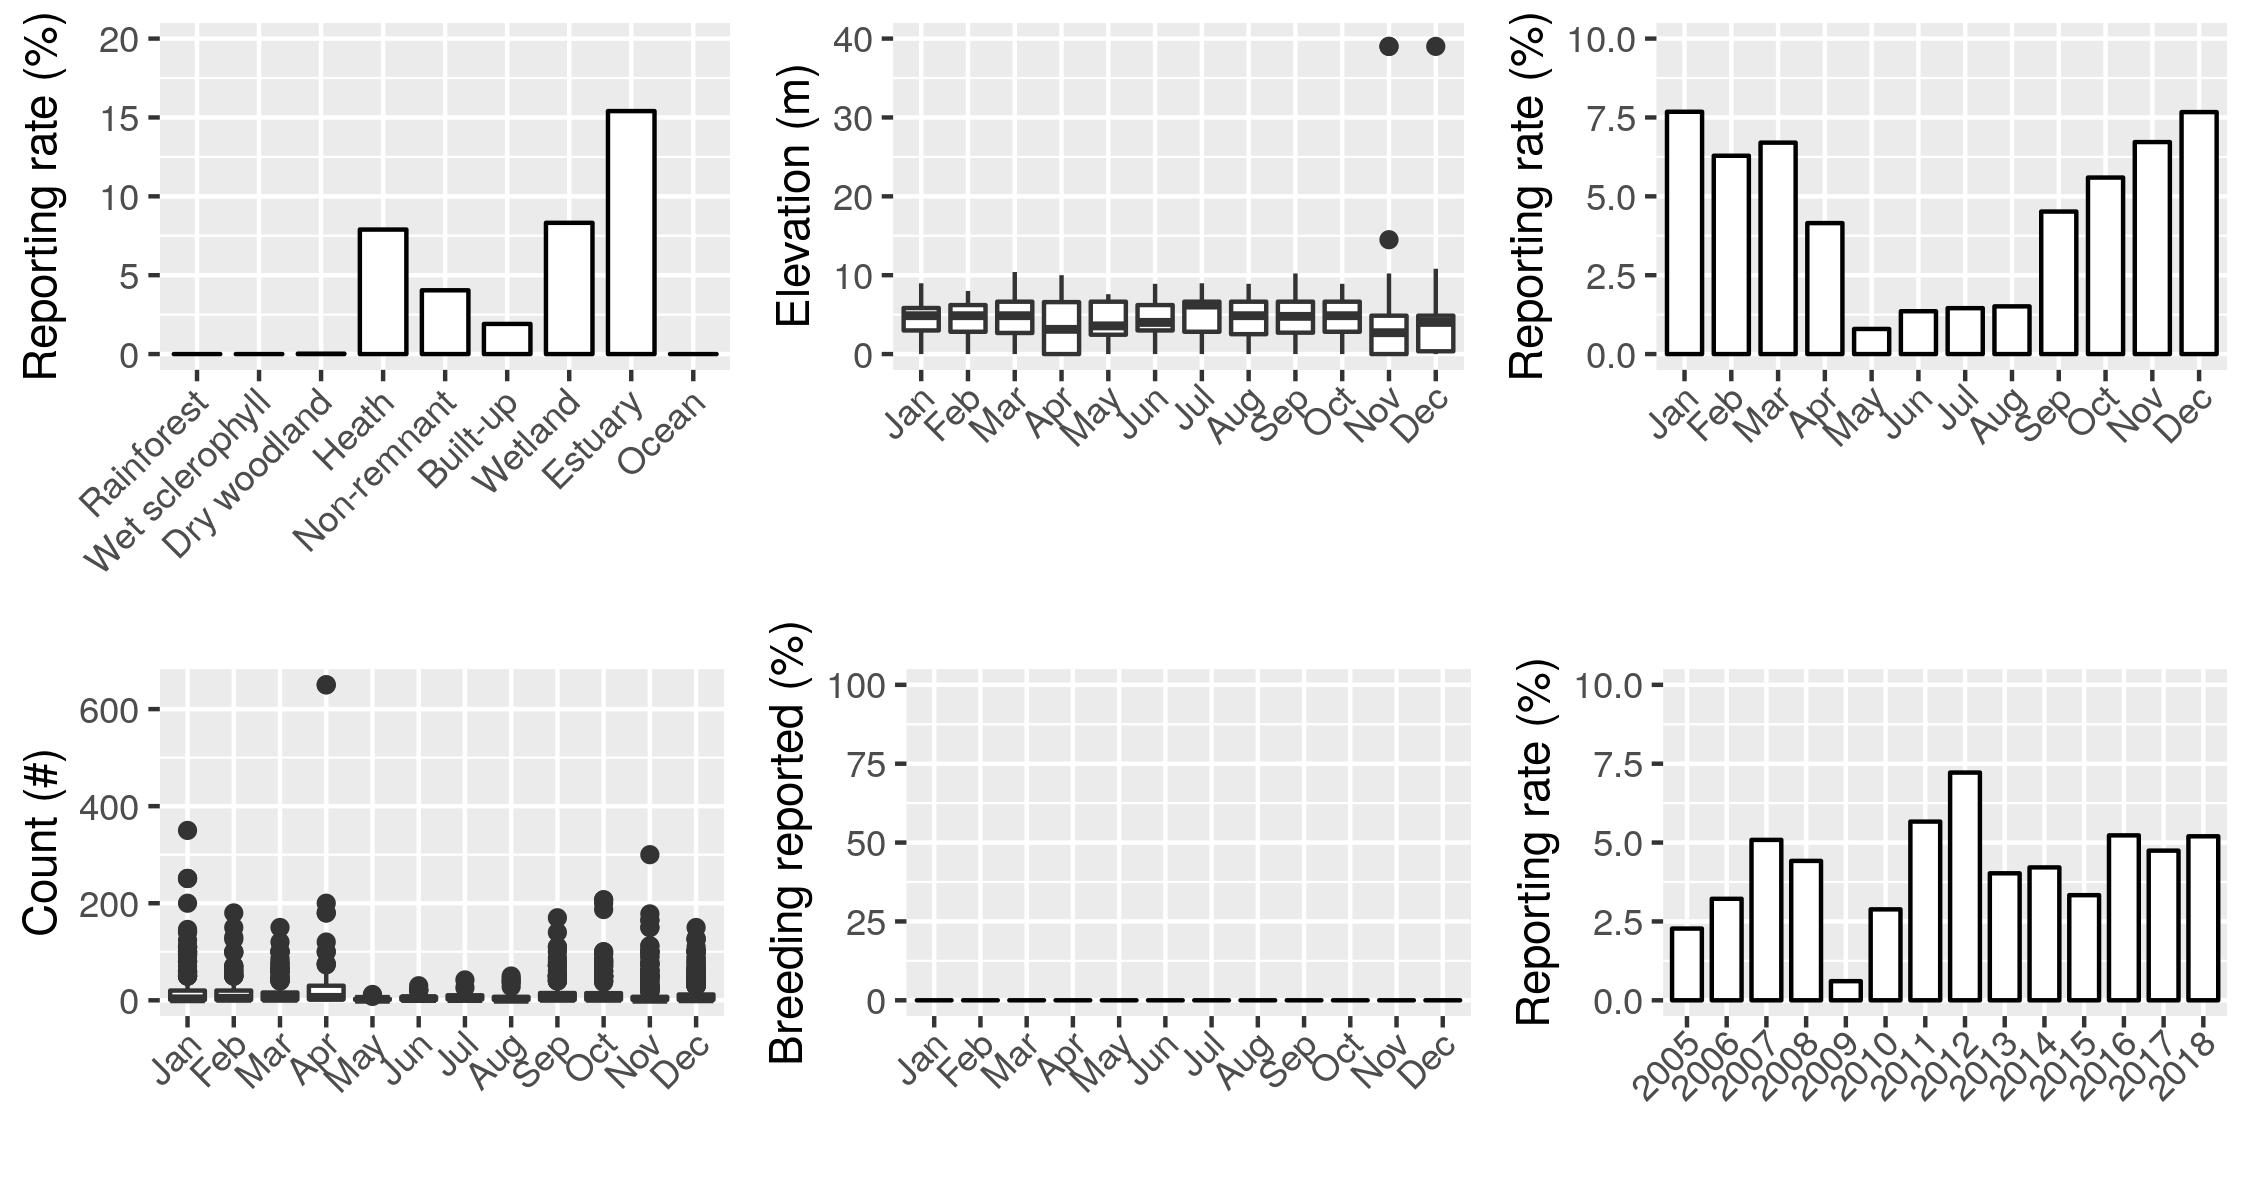 Reporting rate (%)
20
15
10
5
0
Rainforest
Wet sclerophyll
Dry woodland
Heath
Non-remnant
Built-up
Wetland
Estuary
Ocean
Elevation (m)
40
30
20
10
0
Jan
Feb
Mar
Apr
May
Jun
Jul
Aug
Sep
Oct
Nov
Dec
Reporting rate (%)
10.0
7.5
5.0
2.5
0.0
Jan
Feb
Mar
Apr
May
Jun
Jul
Aug
Sep
Oct
Nov
Dec
Count (#)
600
400
200
0
Jan
Feb
Mar
Apr
May
Jun
Jul
Aug
Sep
Oct
Nov
Dec
Breeding reported (%)
100
75
50
25
0
Jan
Feb
Mar
Apr
May
Jun
Jul
Aug
Sep
Oct
Nov
Dec
Reporting rate (%)
10.0
7.5
5.0
2.5
0.0
2005
2006
2007
2008
2009
2010
2011
2012
2013
2014
2015
2016
2017
2018